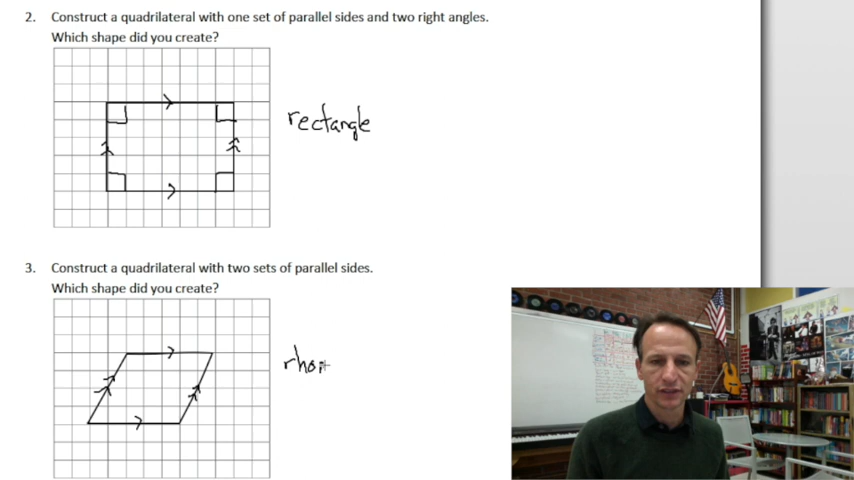 2. Construct a quadrilateral with one set of parallel sides and two right angles.
Which shape did you create?
rectangle
3. Construct a quadrilateral with two sets of parallel sides.
Which shape did you create?